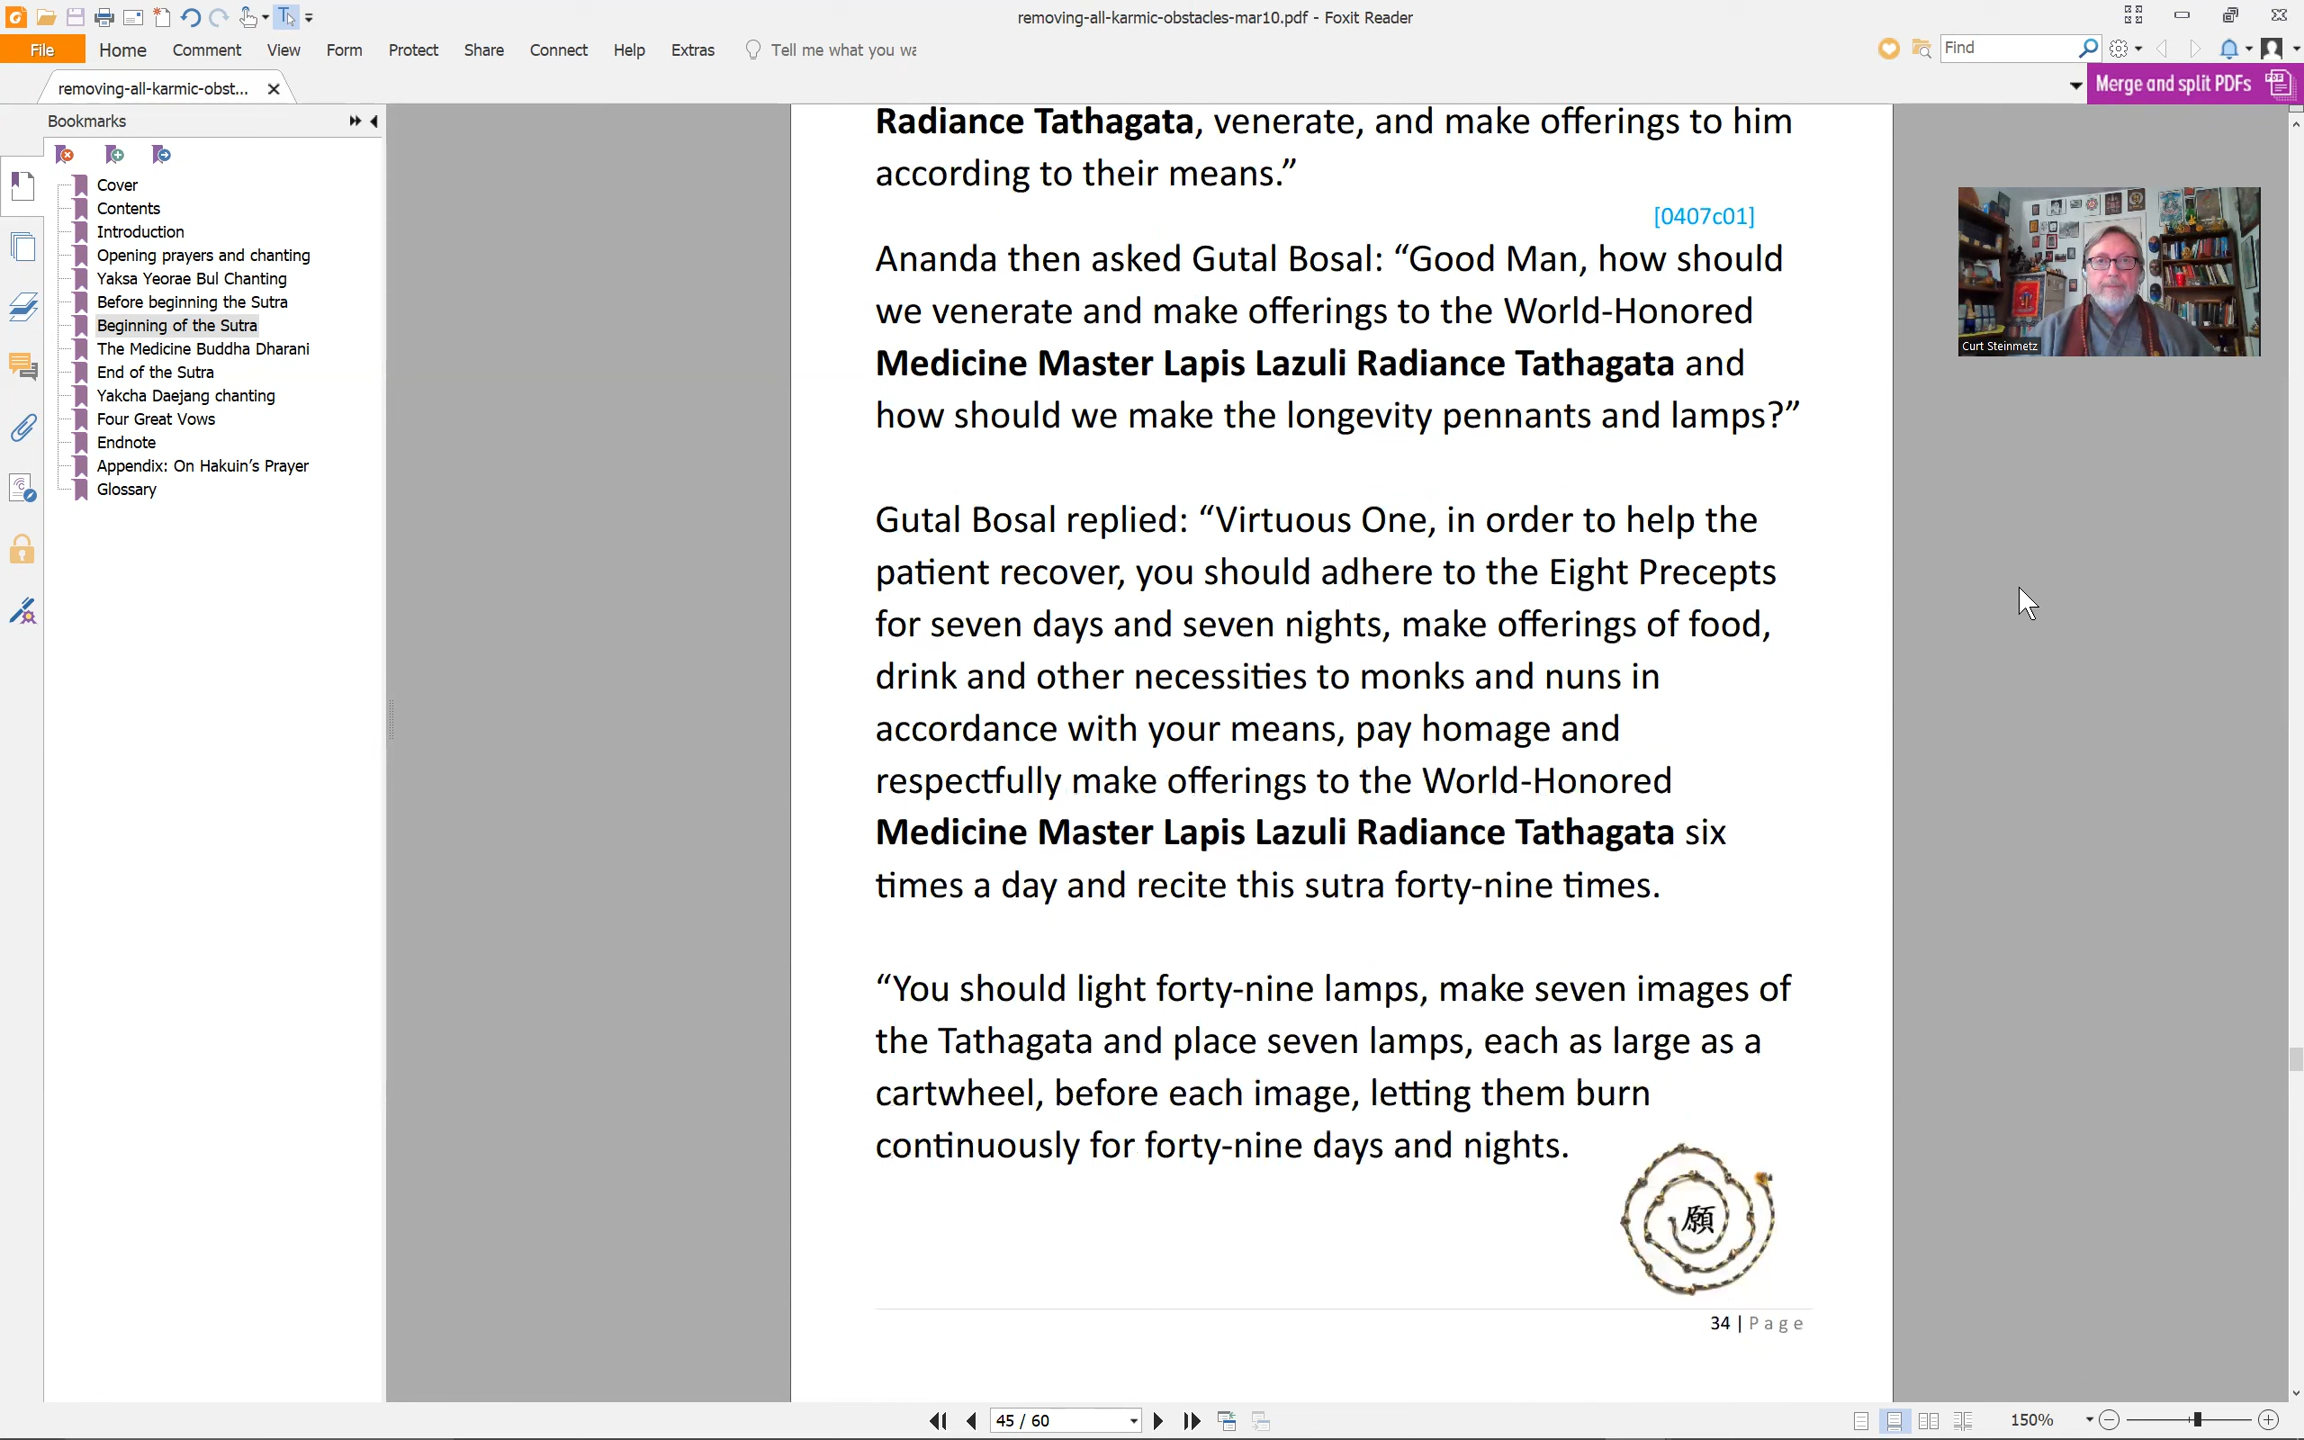 removing-all-karmic-obstacles-mar10.pdf - Foxit Reader
File Home Comment View Form Protect Share Connect Help Extras Tell me what you wa
Find
removing-all-karmic-obst...
Merge and split PDFs
Bookmarks
Cover
Contents
Introduction
Opening prayers and chanting
Yaksa Yeorae Bul Chanting
Before beginning the Sutra
Beginning of the Sutra
The Medicine Buddha Dharani
End of the Sutra
Yakcha Daejang chanting
Four Great Vows
Endnote
Appendix: On Hakuin’s Prayer
Glossary
Radiance Tathagata, venerate, and make offerings to him
according to their means.”
[0407c01]
Ananda then asked Gutal Bosal: “Good Man, how should
we venerate and make offerings to the World-Honored
Medicine Master Lapis Lazuli Radiance Tathagata and
how should we make the longevity pennants and lamps?”
Gutal Bosal replied: “Virtuous One, in order to help the
patient recover, you should adhere to the Eight Precepts
for seven days and seven nights, make offerings of food,
drink and other necessities to monks and nuns in
accordance with your means, pay homage and
respectfully make offerings to the World-Honored
Medicine Master Lapis Lazuli Radiance Tathagata six
times a day and recite this sutra forty-nine times.
“You should light forty-nine lamps, make seven images of
the Tathagata and place seven lamps, each as large as a
cartwheel, before each image, letting them burn
continuously for forty-nine days and nights.
願
34 | Page
Curt Steinmetz
45 / 60
150%